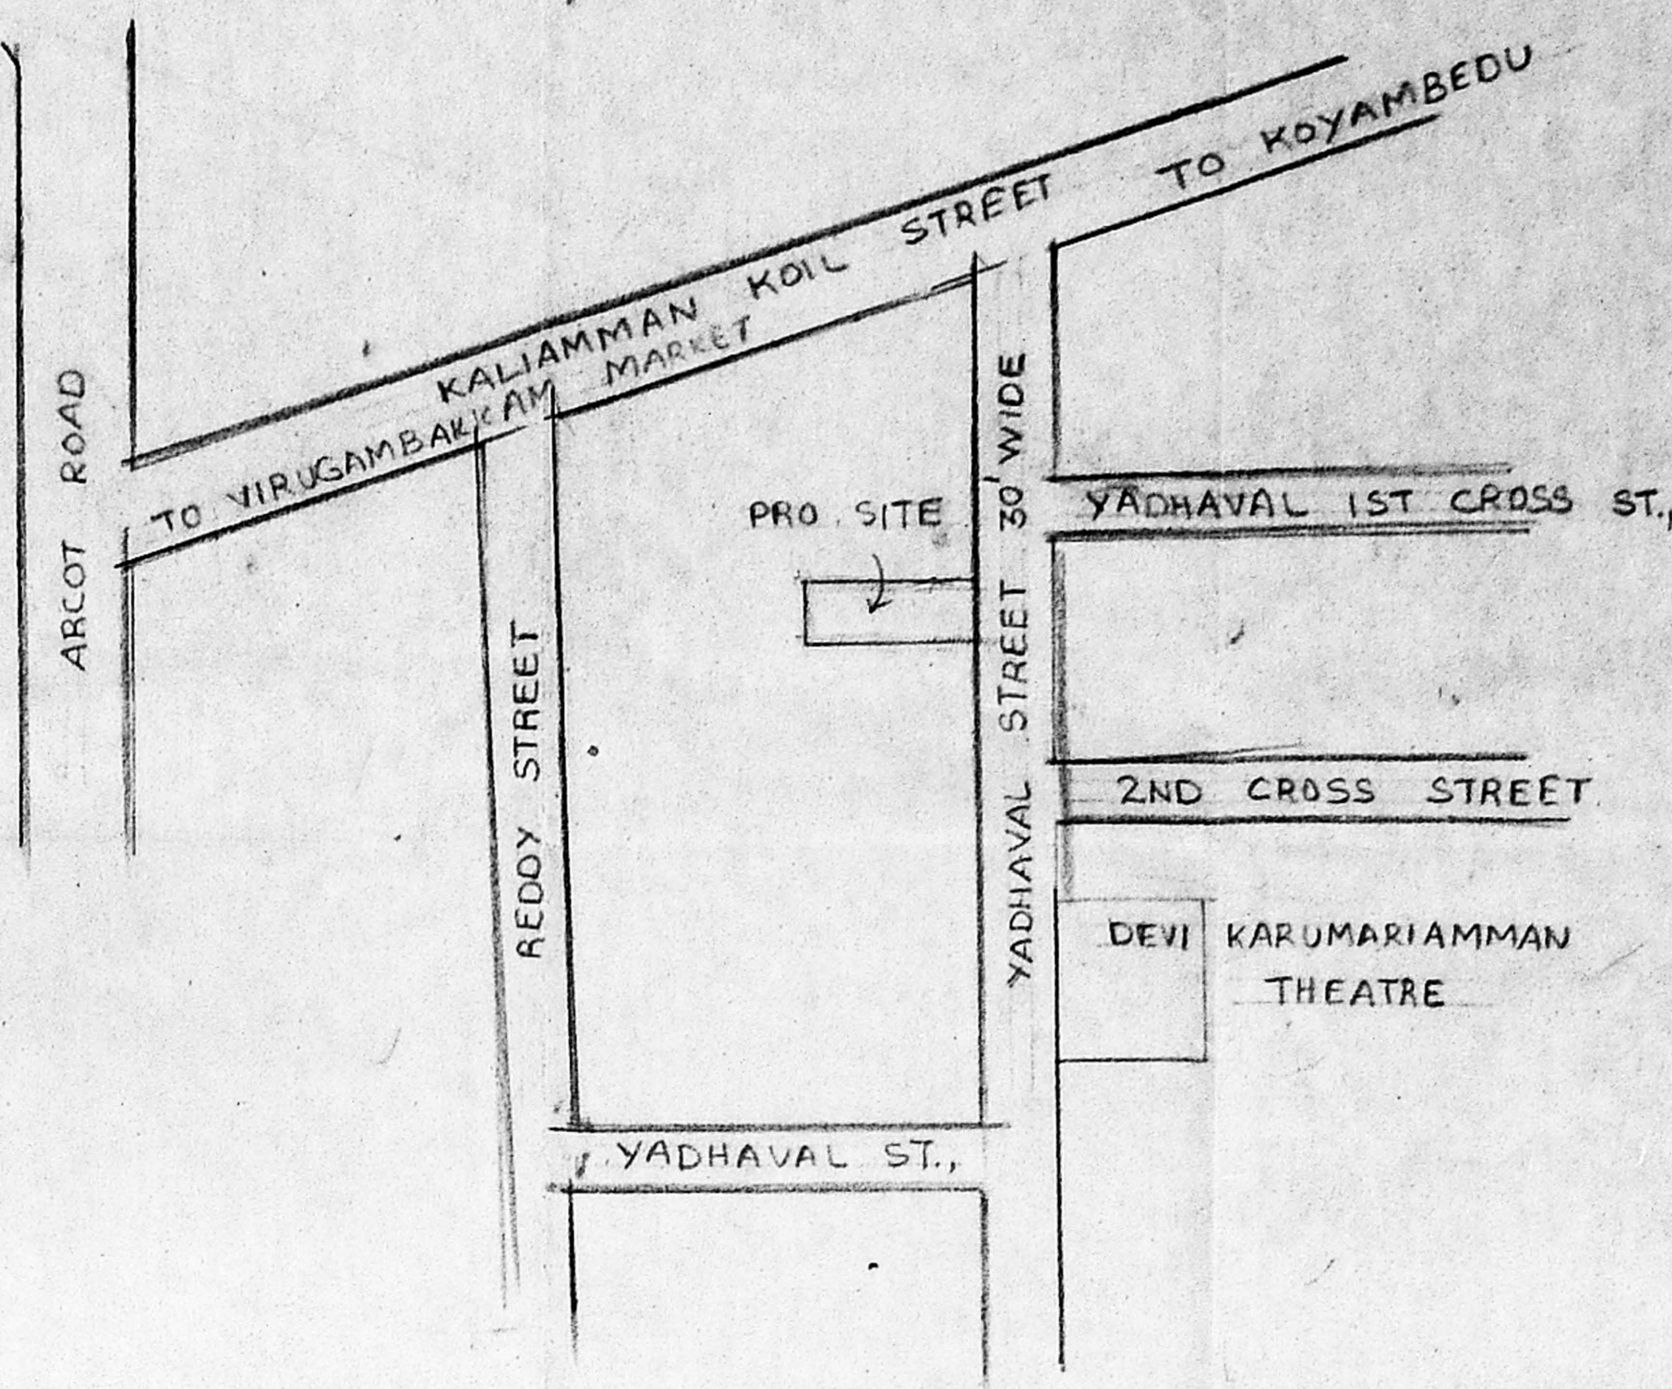 TO KOYAMBEDU
KALIAMMAN KOIL STREET
TO VIRUGAMBAKKAM MARKET
ARCOT ROAD
REDDY STREET
PRO. SITE
YADHAVAL STREET 30' WIDE
YADHAVAL 1ST CROSS ST.,
2ND CROSS STREET
DEVI KARUMARIAMMAN
THEATRE
YADHAVAL ST.,